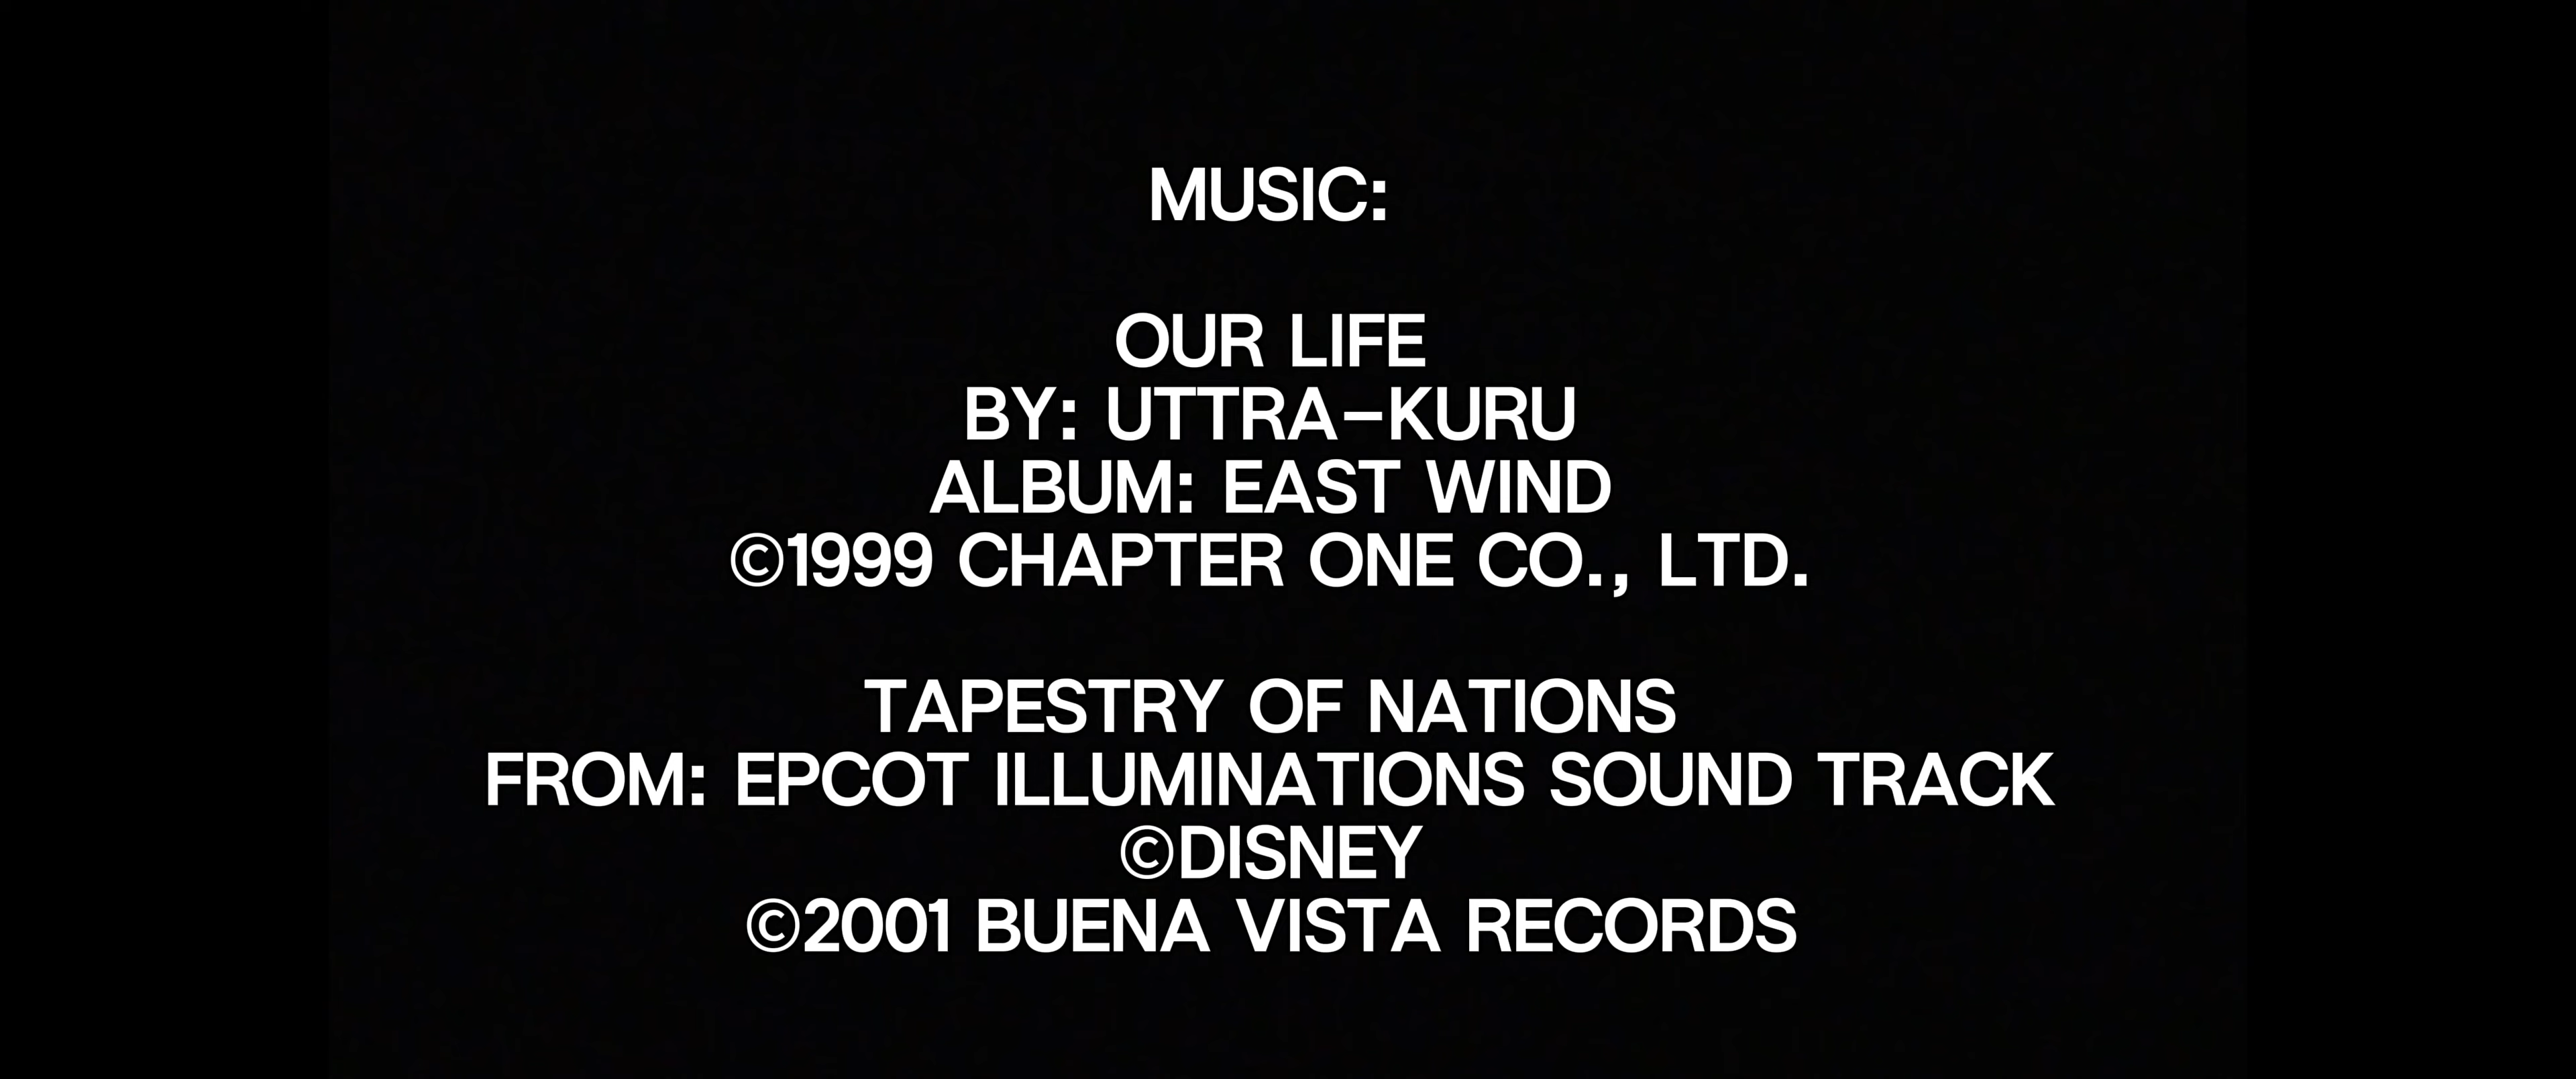 MUSIC:
OUR LIFE
BY: UTTRA-KURU
ALBUM: EAST WIND
©1999 CHAPTER ONE CO., LTD.
TAPESTRY OF NATIONS
FROM: EPCOT ILLUMINATIONS SOUND TRACK
©DISNEY
©2001 BUENA VISTA RECORDS